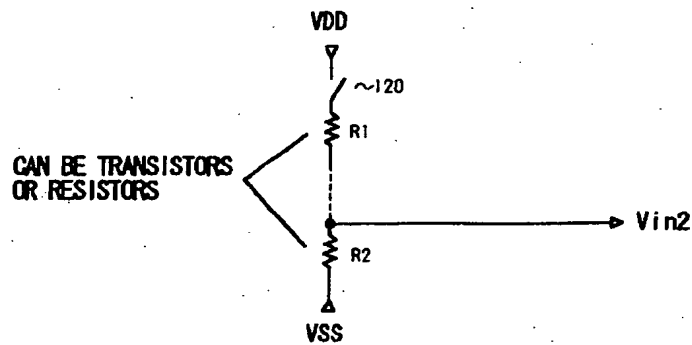 VDD
~120
R1
CAN BE TRANSISTORS
OR RESISTORS
Vin2
R2
VSS